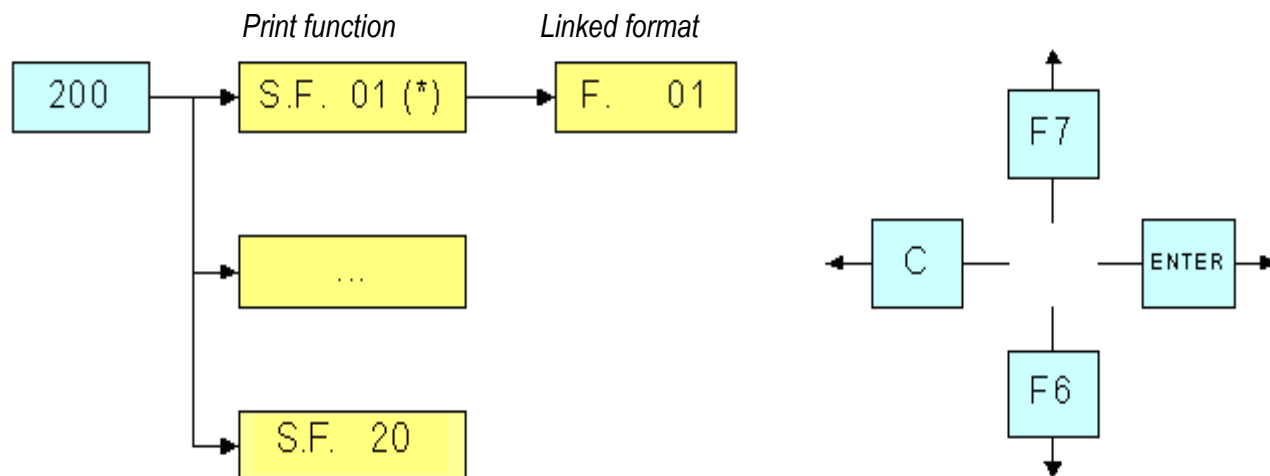 Print function Linked format
200 S.F. 01 (*) F. 01
...
S.F. 20
F7
C ENTER
F6